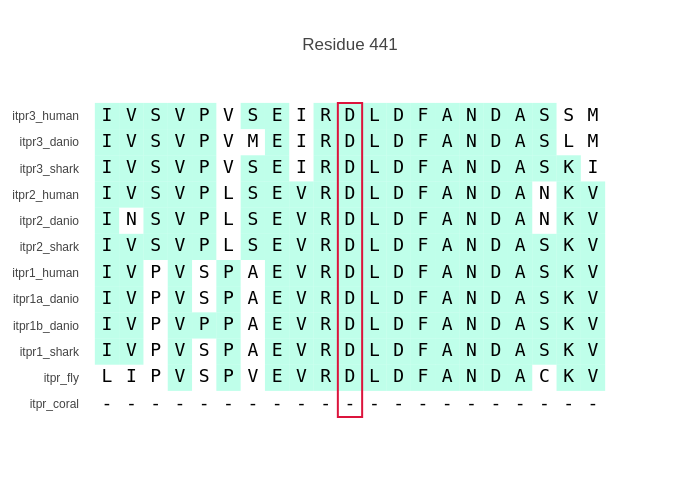 Residue 441
itpr3_human I V S V P V S E I R D L D F A N D A S S M
itpr3_danio I V S V P V M E I R D L D F A N D A S L M
itpr3_shark I V S V P V S E I R D L D F A N D A S K I
itpr2_human I V S V P L S E V R D L D F A N D A N K V
itpr2_danio I N S V P L S E V R D L D F A N D A N K V
itpr2_shark I V S V P L S E V R D L D F A N D A S K V
itpr1_human I V P V S P A E V R D L D F A N D A S K V
itpr1a_danio I V P V S P A E V R D L D F A N D A S K V
itpr1b_danio I V P V P P A E V R D L D F A N D A S K V
itpr1_shark I V P V S P A E V R D L D F A N D A S K V
itpr_fly L I P V S P V E V R D L D F A N D A C K V
itpr_coral - - - - - - - - - - - - - - - - - - - - -